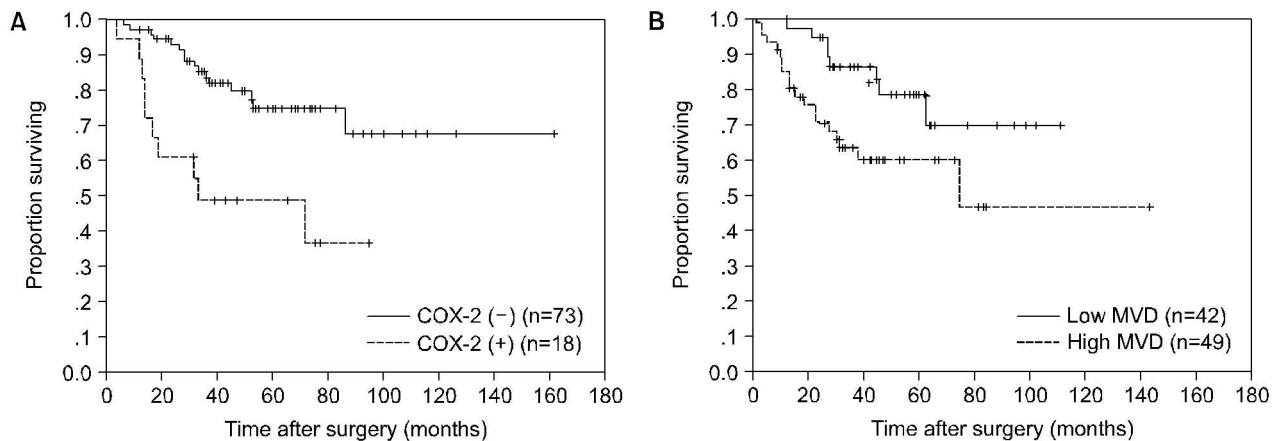 A
Proportion surviving
1.0
.9
.8
.7
.6
.5
.4
.3
.2
.1
0.0
COX-2 (−) (n=73)
COX-2 (+) (n=18)
0 20 40 60 80 100 120 140 160 180
Time after surgery (months)
B
Proportion surviving
1.0
.9
.8
.7
.6
.5
.4
.3
.2
.1
0.0
Low MVD (n=42)
High MVD (n=49)
0 20 40 60 80 100 120 140 160 180
Time after surgery (months)